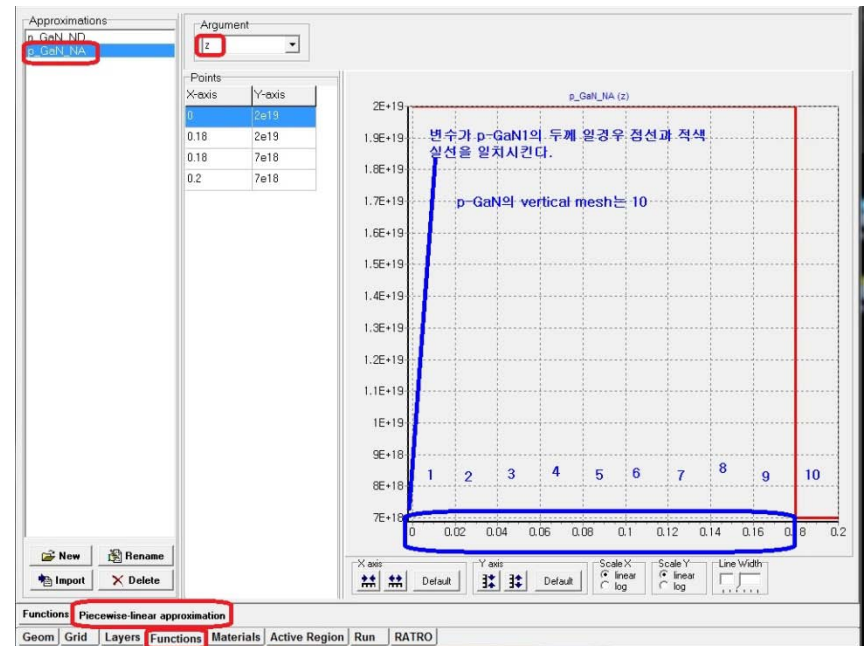 Approximations
p_GaN_ND
p_GaN_NA
Argument
z
Points
X-axis Y-axis
0 2e19
0.18 2e19
0.18 7e18
0.2 7e18
p_GaN_NA (z)
2E+19
1.9E+19
1.8E+19
1.7E+19
1.6E+19
1.5E+19
1.4E+19
1.3E+19
1.2E+19
1.1E+19
1E+19
9E+18
8E+18
7E+18
변수가 p-GaN1의 두께 일경우 점선과 적색
실선을 일치시킨다.
p-GaN의 vertical mesh는 10
1 2 3 4 5 6 7 8 9 10
0 0.02 0.04 0.06 0.08 0.1 0.12 0.14 0.16 0.18 0.2
New Rename
Import Delete
X axis Default
Y axis Default
Scale X
linear
log
Scale Y
linear
log
Line Width
Functions Piecewise-linear approximation
Geom Grid Layers Functions Materials Active Region Run RATRO